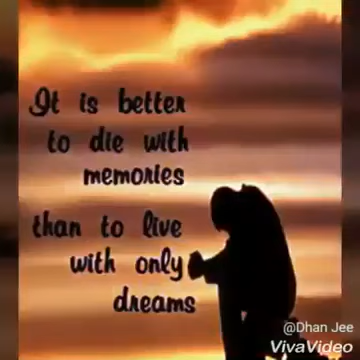 It is better
to die with
memories
than to live
with only
dreams
@Dhan Jee
VivaVideo